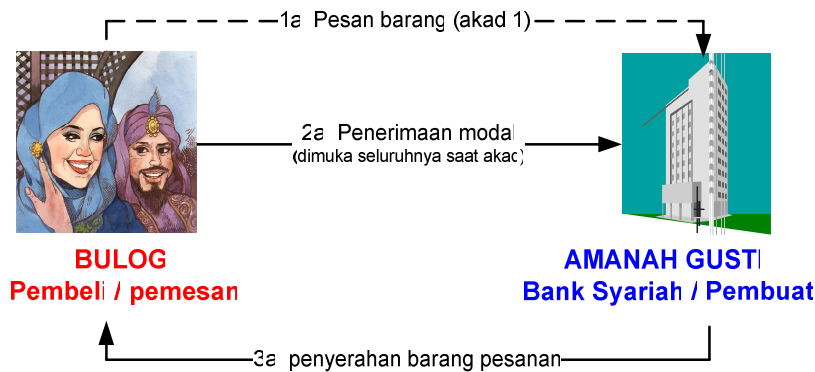 1a Pesan barang (akad 1)
2a Penerimaan modal
(dimuka seluruhnya saat akad)
BULOG
Pembeli / pemesan
AMANAH GUSTI
Bank Syariah / Pembuat
3a penyerahan barang pesanan